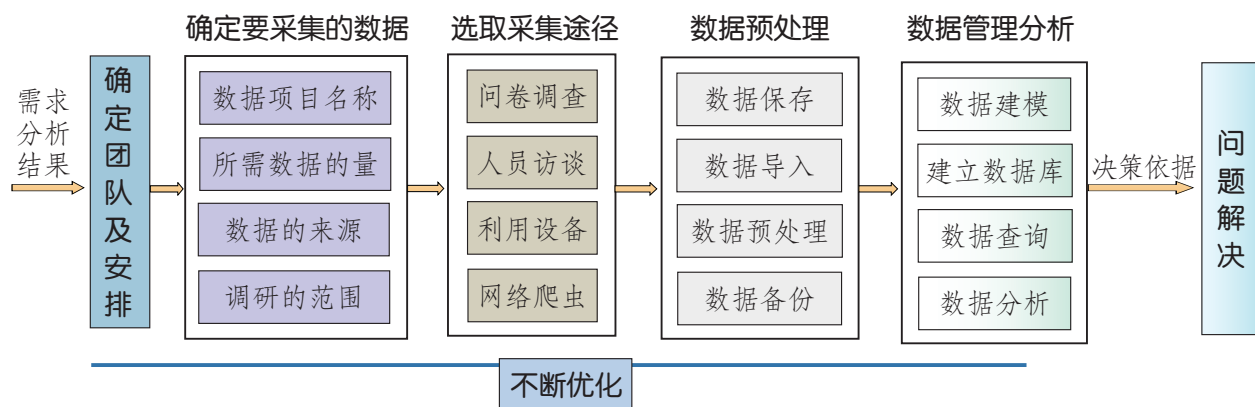 需求
分析
结果
确定团队及安排
确定要采集的数据
数据项目名称
所需数据的量
数据的来源
调研的范围
选取采集途径
问卷调查
人员访谈
利用设备
网络爬虫
数据预处理
数据保存
数据导入
数据预处理
数据备份
数据管理分析
数据建模
建立数据库
数据查询
数据分析
决策依据
问题解决
不断优化